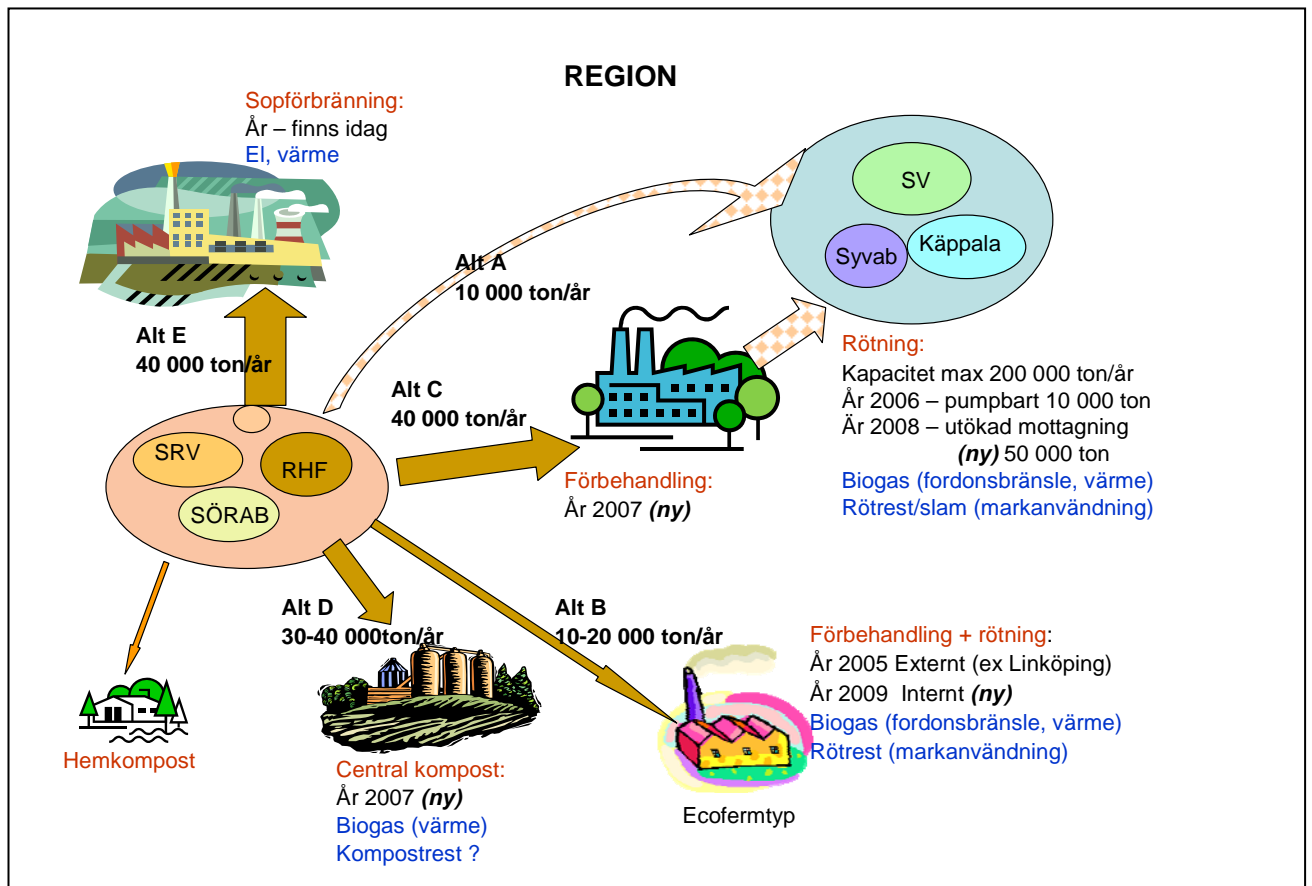 REGION
Sopförbränning:
År – finns idag
El, värme
SV
Syvab
Käppala
Alt A
10 000 ton/år
Alt E
40 000 ton/år
Alt C
40 000 ton/år
Rötning:
Kapacitet max 200 000 ton/år
År 2006 – pumpbart 10 000 ton
Är 2008 – utökad mottagning
(ny) 50 000 ton
Biogas (fordonsbränsle, värme)
Rötrest/slam (markanvändning)
SRV
RHF
SÖRAB
Förbehandling:
År 2007 (ny)
Alt D
30-40 000ton/år
Alt B
10-20 000 ton/år
Förbehandling + rötning:
År 2005 Externt (ex Linköping)
År 2009 Internt (ny)
Biogas (fordonsbränsle, värme)
Rötrest (markanvändning)
Hemkompost
Central kompost:
År 2007 (ny)
Biogas (värme)
Kompostrest ?
Ecofermtyp